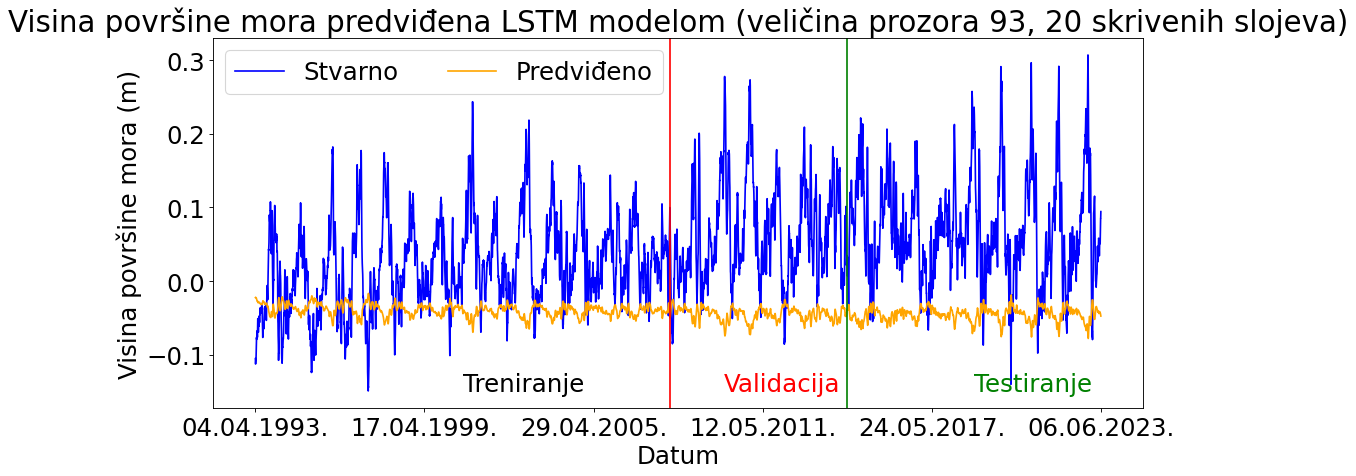 Visina površine mora predviđena LSTM modelom (veličina prozora 93, 20 skrivenih slojeva)
Stvarno Predviđeno
Visina površine mora (m)
0.3
0.2
0.1
0.0
−0.1
Treniranje Validacija Testiranje
04.04.1993. 17.04.1999. 29.04.2005. 12.05.2011. 24.05.2017. 06.06.2023.
Datum